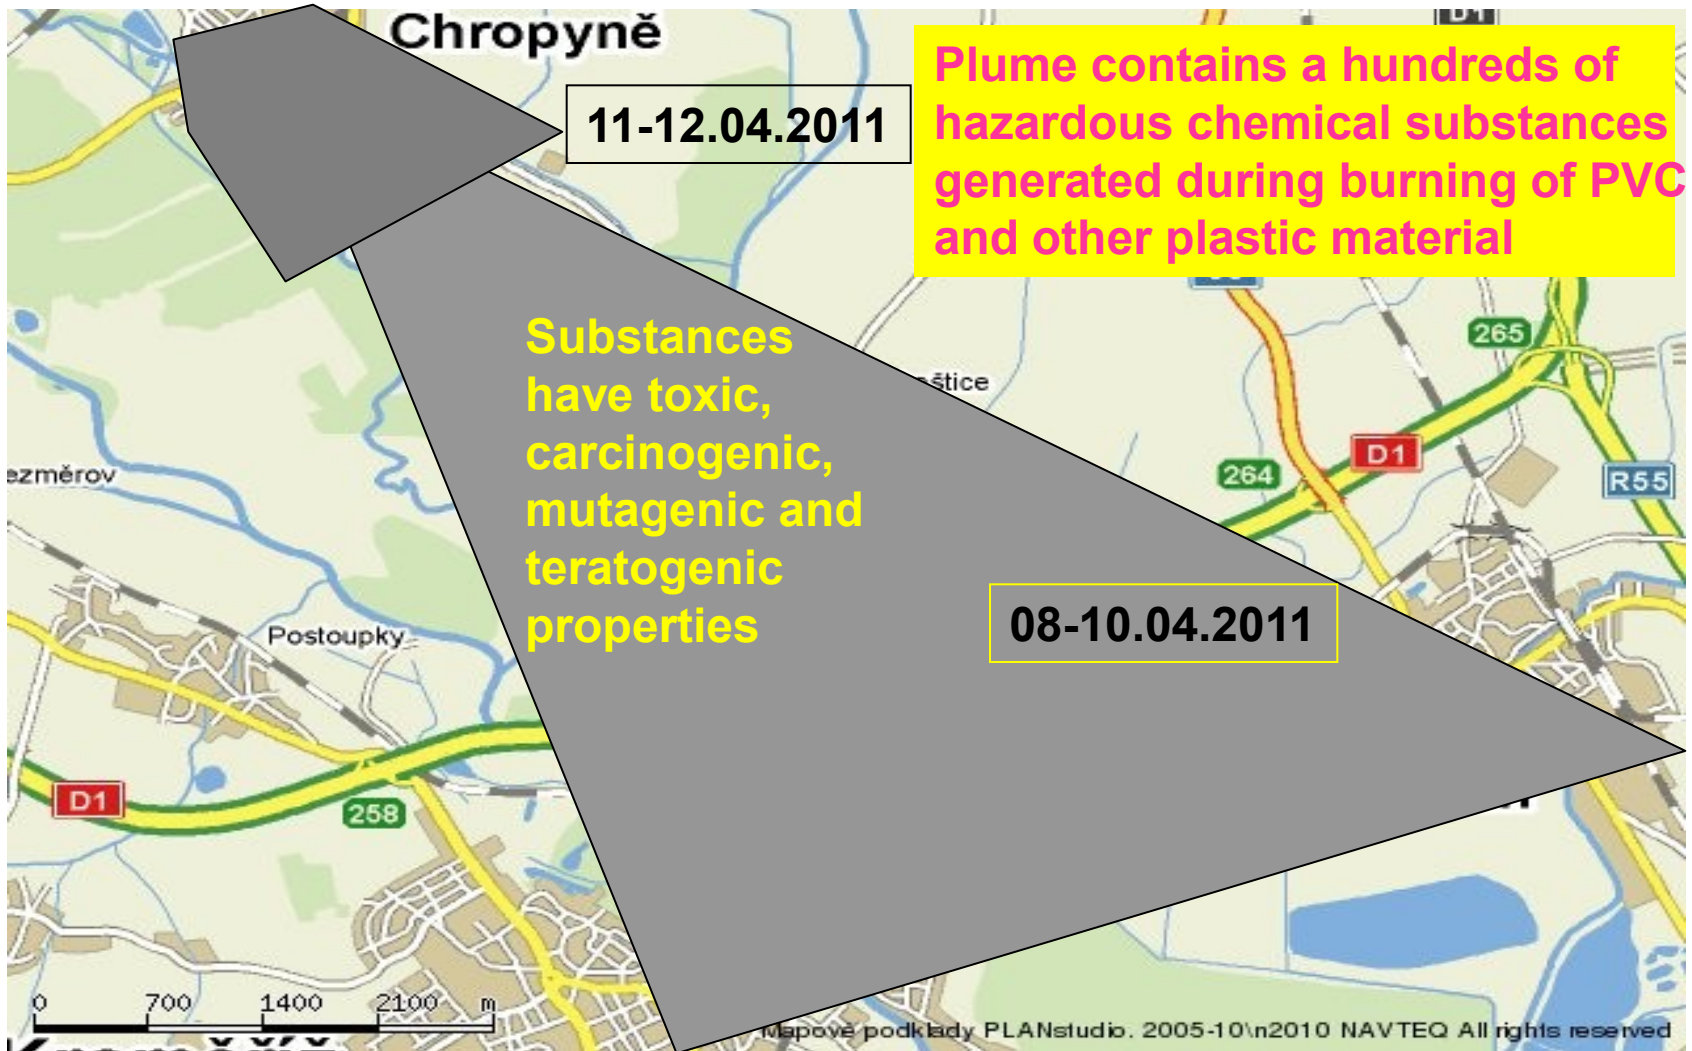 Chropyně
D1
11-12.04.2011
Plume contains a hundreds of
hazardous chemical substances
generated during burning of PVC
and other plastic material
265
Substances
have toxic,
carcinogenic,
mutagenic and
teratogenic
properties
D1
264
R55
08-10.04.2011
Postoupky
D1
258
0 700 1400 2100 m
Mapové podklady PLANstudio. 2005-10\n2010 NAVTEQ All rights reserved